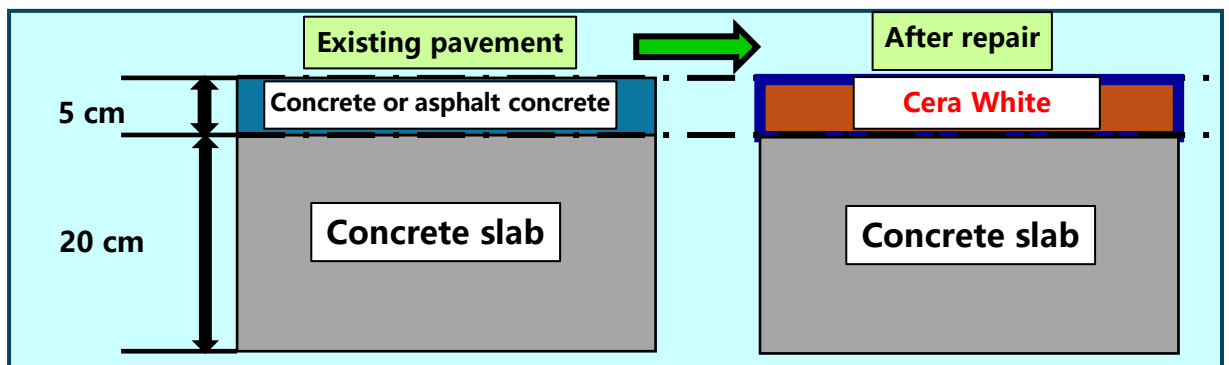 Existing pavement
After repair
5 cm
Concrete or asphalt concrete
Cera White
20 cm
Concrete slab
Concrete slab